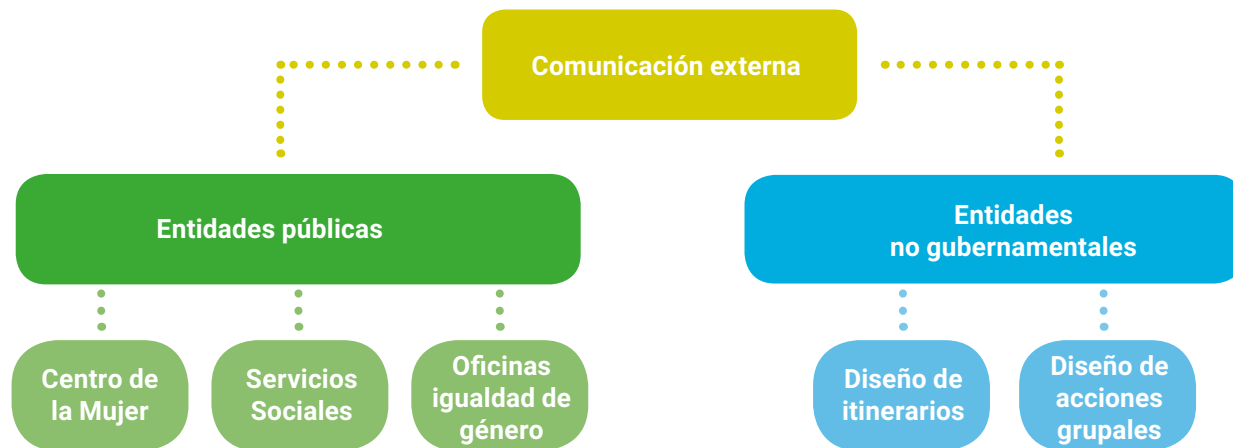 Comunicación externa
Entidades públicas
Entidades
no gubernamentales
Centro de
la Mujer
Servicios
Sociales
Oficinas
igualdad de
género
Diseño de
itinerarios
Diseño de
acciones
grupales